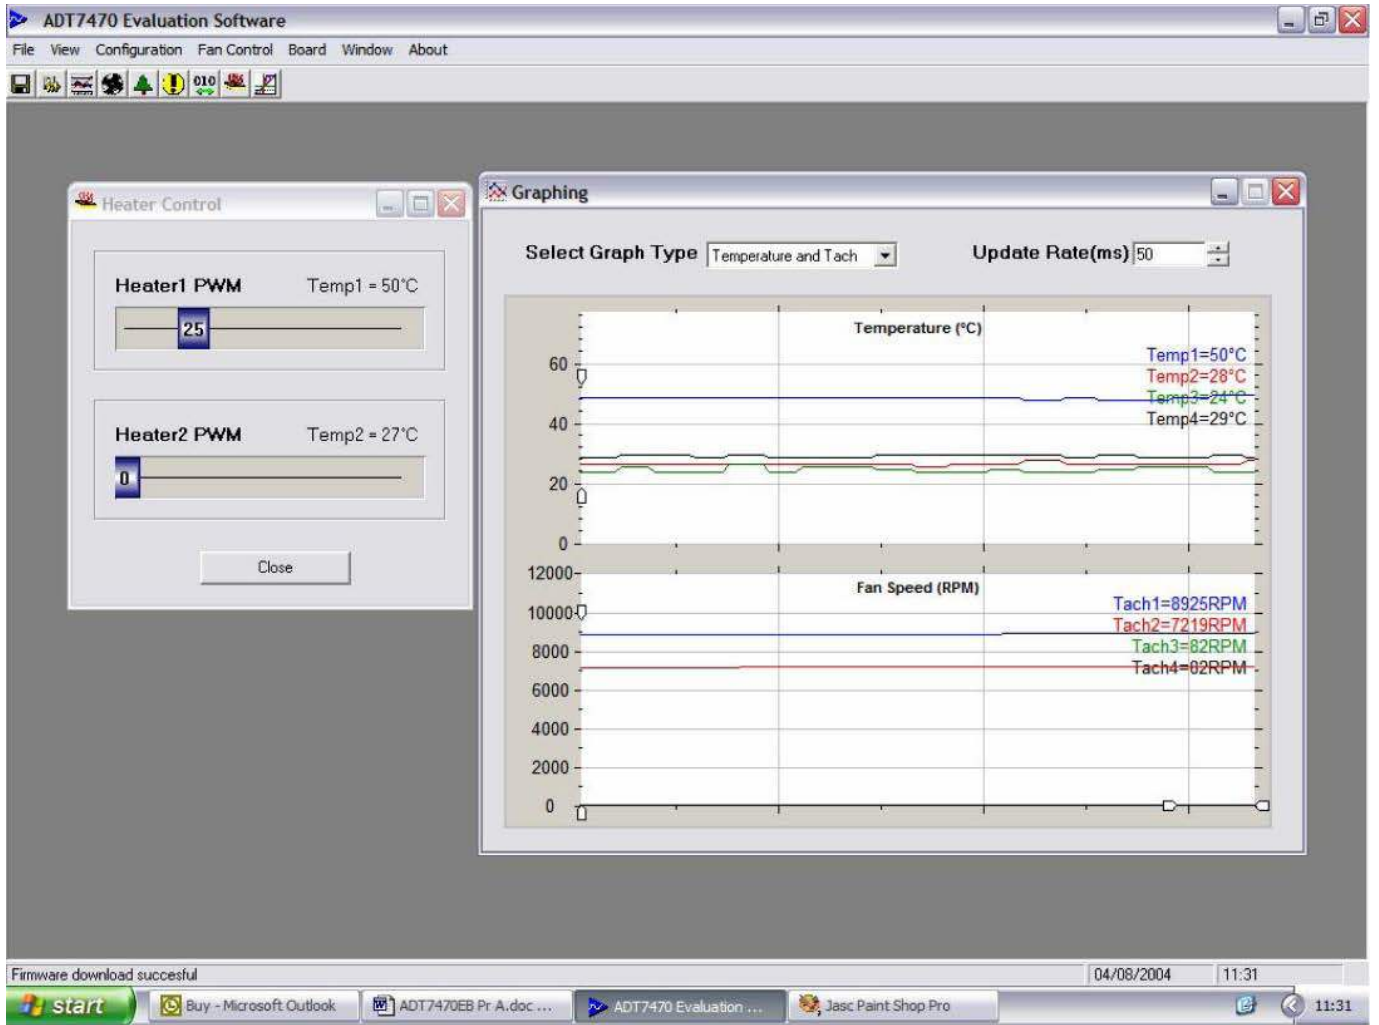 ADT7470 Evaluation Software
File View Configuration Fan Control Board Window About
010
Heater Control
Heater1 PWM Temp1 = 50°C
25
Heater2 PWM Temp2 = 27°C
0
Close
Graphing
Select Graph Type Temperature and Tach Update Rate(ms) 50
Temperature (ºC)
Temp1=50°C
60
Temp2=28°C
Temp3=24°C
40
Temp4=29°C
20
0
12000
Fan Speed (RPM)
Tach1=8925RPM
10000
Tach2=7219RPM
8000
Tach3=82RPM
Tach4=82RPM
6000
4000
2000
0
Firmware download succesful 04/08/2004 11:31
start Buy - Microsoft Outlook ADT7470EB Pr A.doc ... ADT7470 Evaluation ... Jasc Paint Shop Pro 11:31